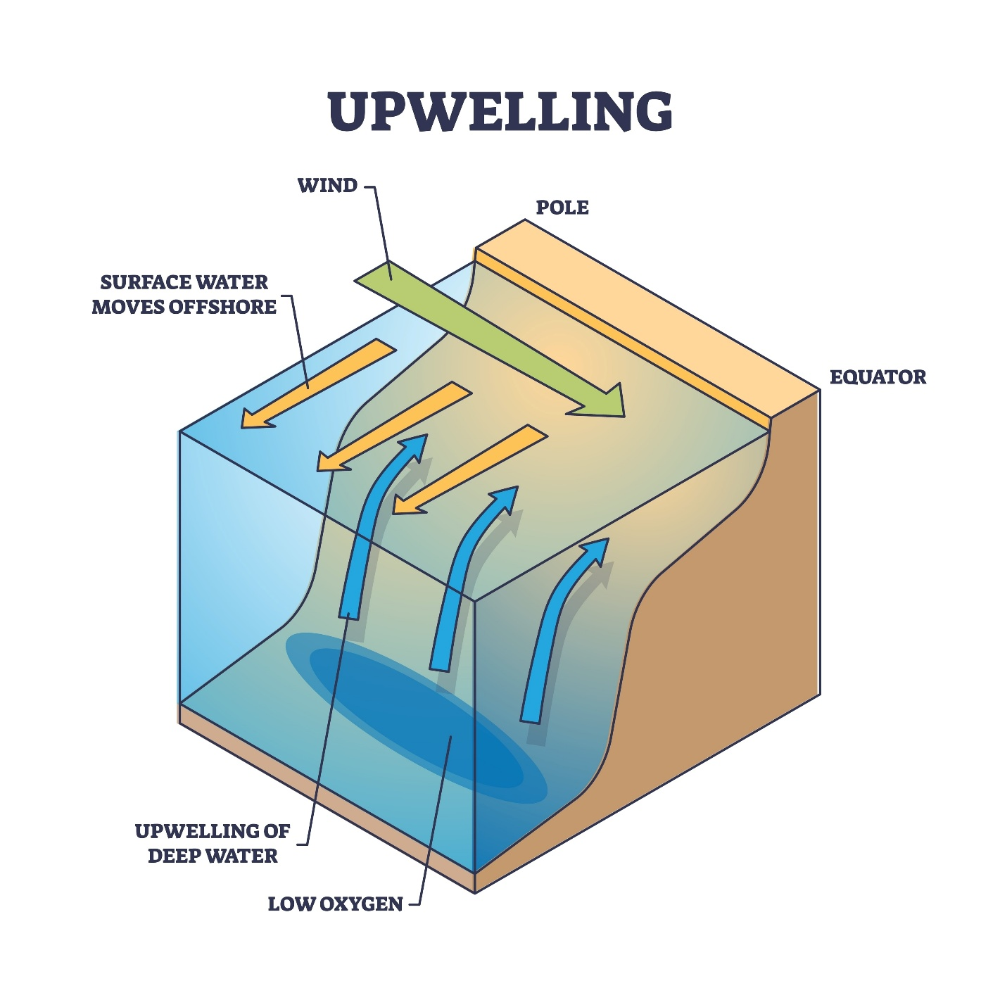 UPWELLING
WIND
POLE
SURFACE WATER
MOVES OFFSHORE
EQUATOR
UPWELLING OF
DEEP WATER
LOW OXYGEN